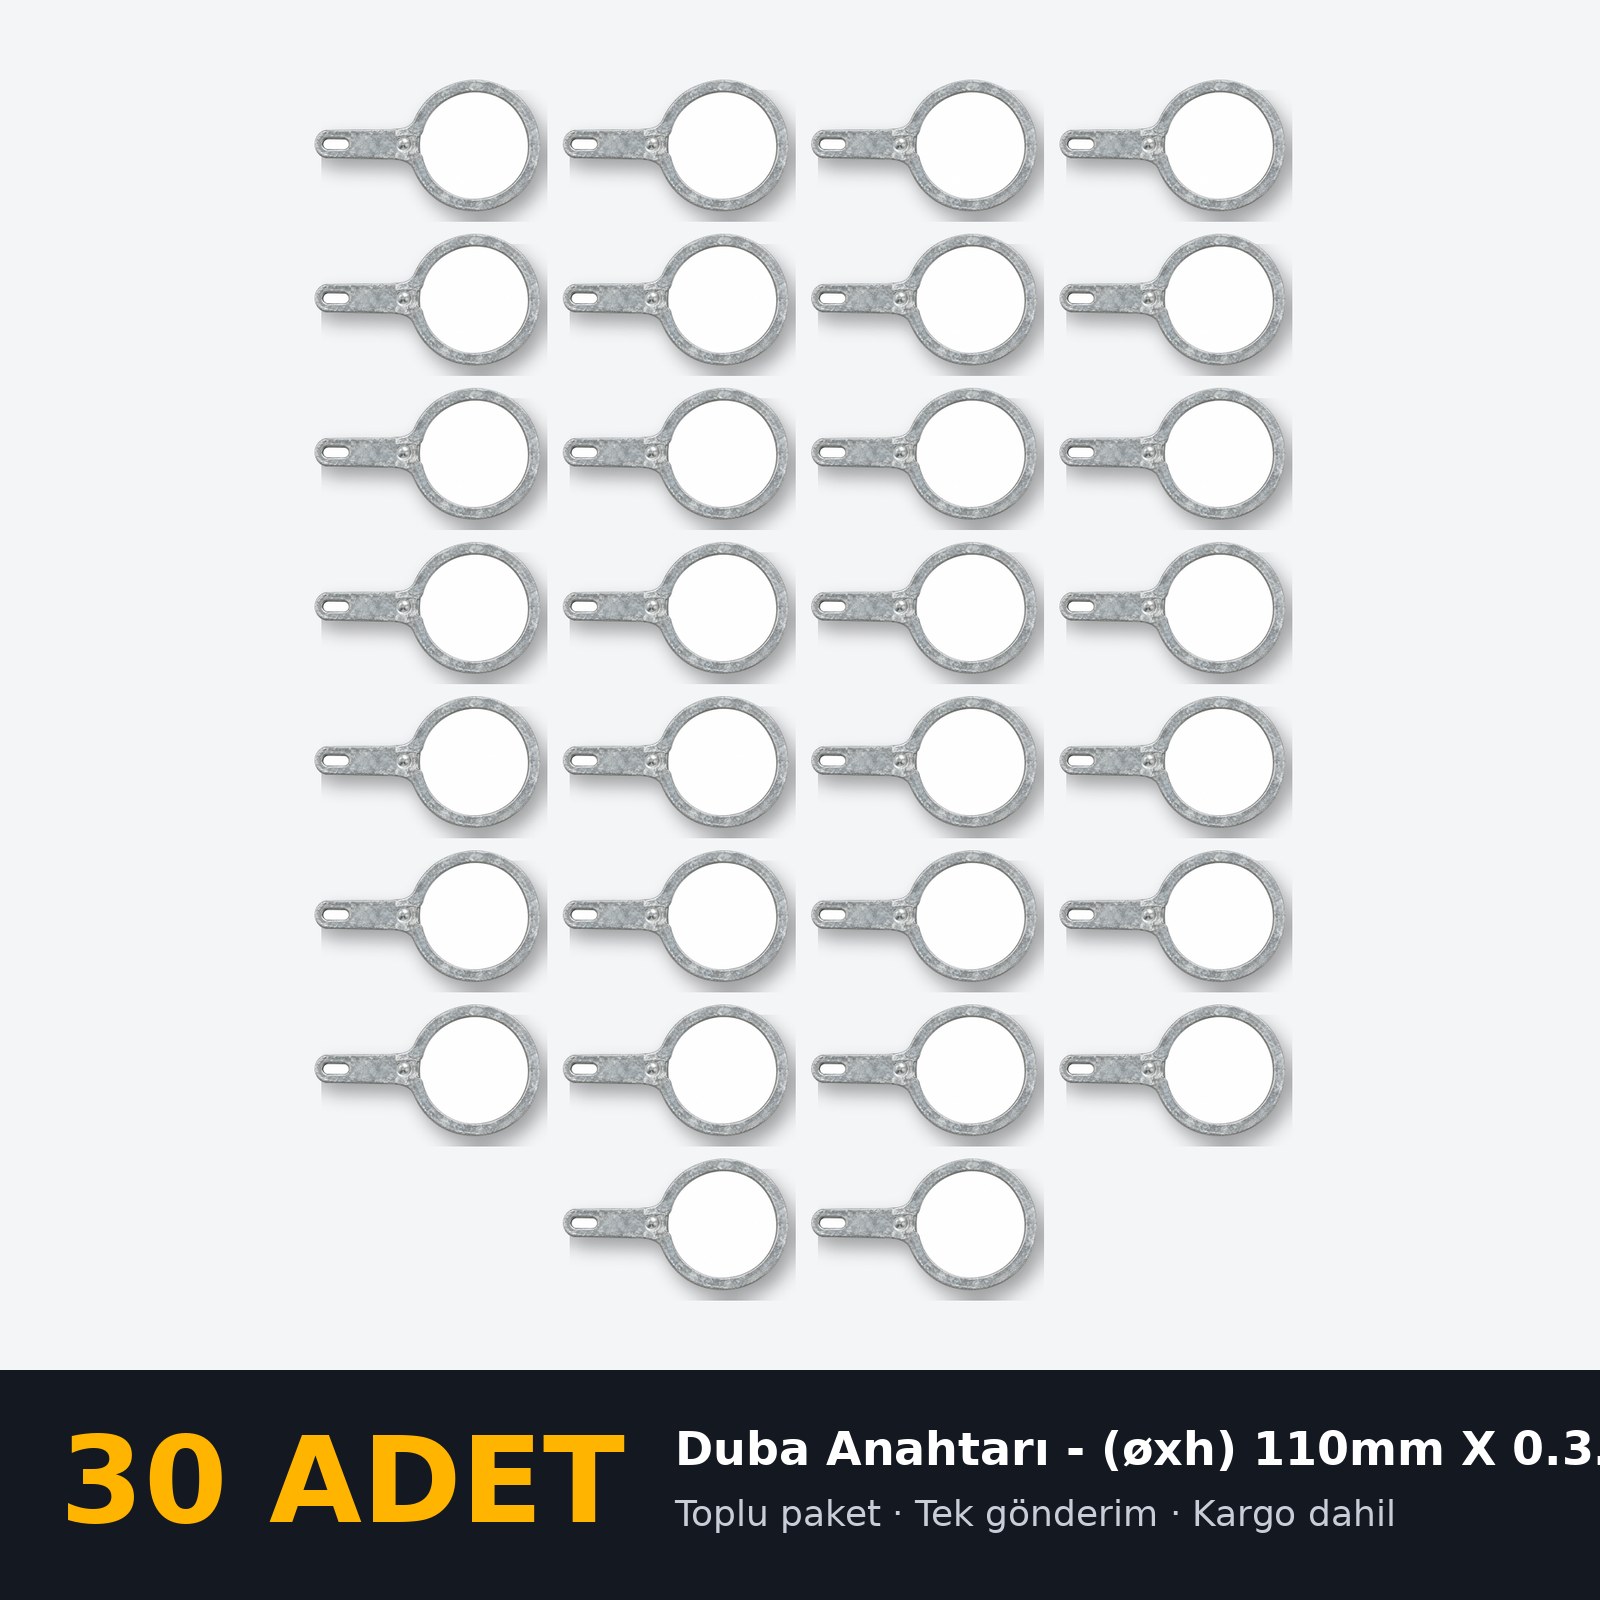 30 ADET
Duba Anahtarı - (øxh) 110mm X 0.3.
Toplu paket · Tek gönderim · Kargo dahil